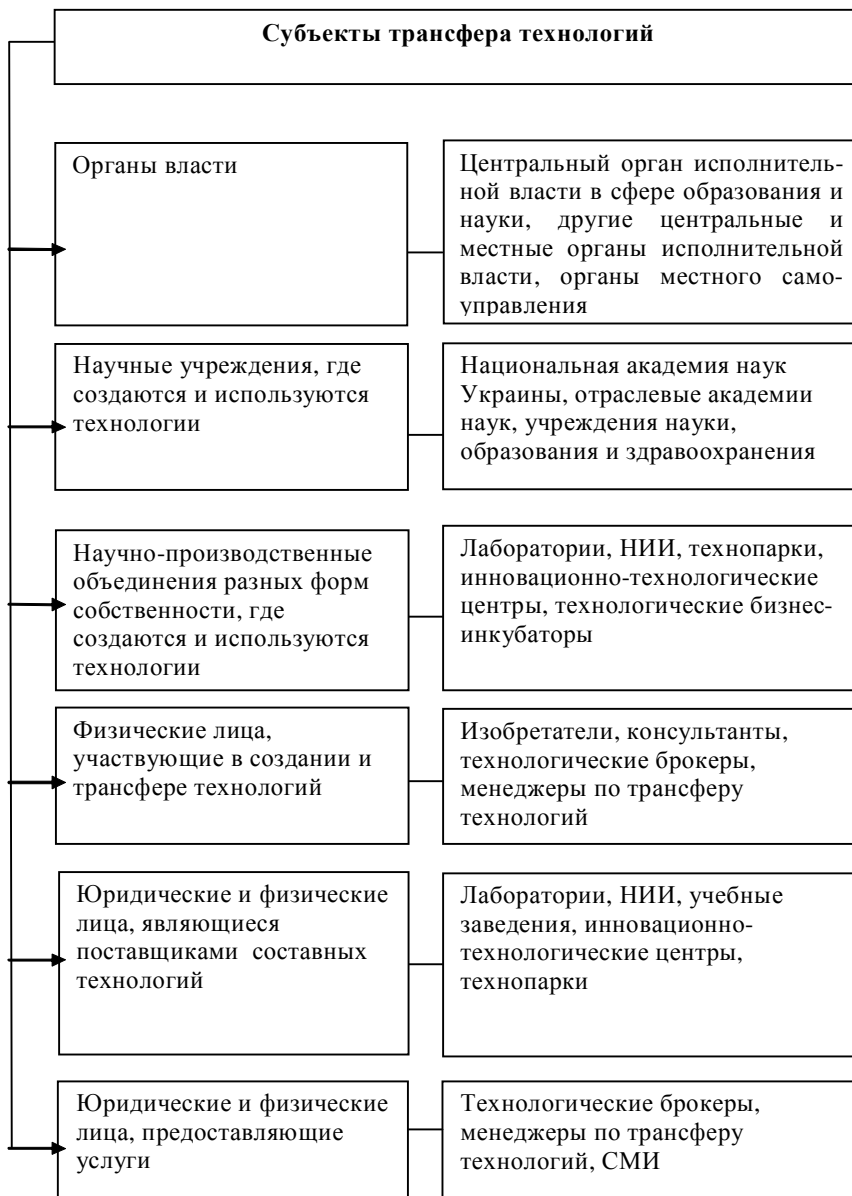 Субъекты трансфера технологий
Органы власти
Центральный орган исполнитель-
ной власти в сфере образования и
науки, другие центральные и
местные органы исполнительной
власти, органы местного само-
управления
Научные учреждения, где
создаются и используются
технологии
Национальная академия наук
Украины, отраслевые академии
наук, учреждения науки,
образования и здравоохранения
Научно-производственные
объединения разных форм
собственности, где
создаются и используются
технологии
Лаборатории, НИИ, технопарки,
инновационно-технологические
центры, технологические бизнес-
инкубаторы
Физические лица,
участвующие в создании и
трансфере технологий
Изобретатели, консультанты,
технологические брокеры,
менеджеры по трансферу
технологий
Юридические и физические
лица, являющиеся
поставщиками составных
технологий
Лаборатории, НИИ, учебные
заведения, инновационно-
технологические центры,
технопарки
Юридические и физические
лица, предоставляющие
услуги
Технологические брокеры,
менеджеры по трансферу
технологий, СМИ